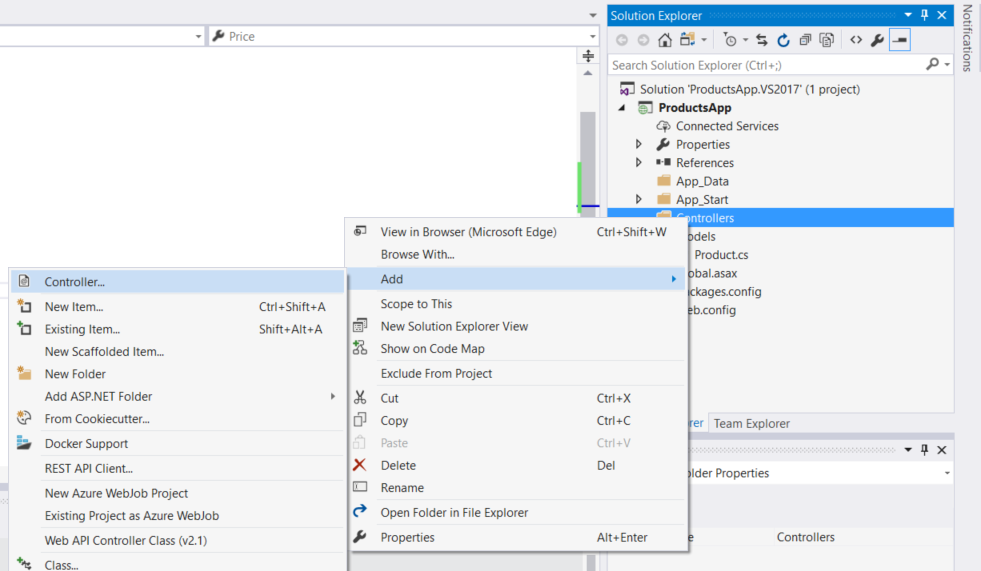 Solution Explorer
Notifications
Price
Search Solution Explorer (Ctrl+;)
Solution 'ProductsApp.VS2017' (1 project)
ProductsApp
Connected Services
Properties
References
App_Data
App_Start
Controllers
odels
Product.cs
obal.asax
ckages.config
eb.config
View in Browser (Microsoft Edge) Ctrl+Shift+W
Browse With...
Add
Scope to This
New Solution Explorer View
Show on Code Map
Exclude From Project
Cut Ctrl+X
Copy Ctrl+C
Paste Ctrl+V
Delete Del
Rename
Open Folder in File Explorer
Properties Alt+Enter
Controller...
New Item... Ctrl+Shift+A
Existing Item... Shift+Alt+A
New Scaffolded Item...
New Folder
Add ASP.NET Folder
From Cookiecutter...
Docker Support
REST API Client...
New Azure WebJob Project
Existing Project as Azure WebJob
Web API Controller Class (v2.1)
Class...
rer Team Explorer
lder Properties
e Controllers